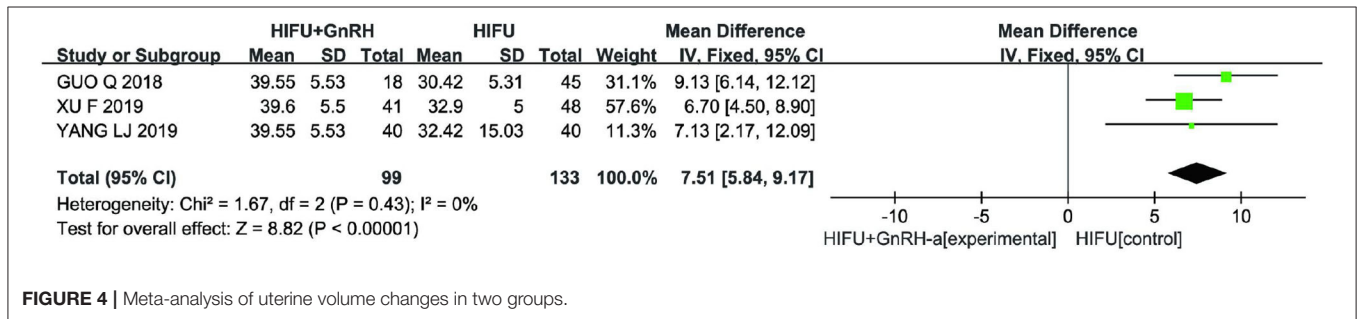 HIFU+GnRH HIFU Mean Difference Mean Difference
Study or Subgroup Mean SD Total Mean SD Total Weight IV, Fixed, 95% CI IV, Fixed, 95% CI
GUO Q 2018 39.55 5.53 18 30.42 5.31 45 31.1% 9.13 [6.14, 12.12]
XU F 2019 39.6 5.5 41 32.9 5 48 57.6% 6.70 [4.50, 8.90]
YANG LJ 2019 39.55 5.53 40 32.42 15.03 40 11.3% 7.13 [2.17, 12.09]
Total (95% CI) 99 133 100.0% 7.51 [5.84, 9.17]
Heterogeneity: Chi² = 1.67, df = 2 (P = 0.43); I² = 0%
Test for overall effect: Z = 8.82 (P < 0.00001)
-10 -5 0 5 10
HIFU+GnRH-a[experimental] HIFU[control]
FIGURE 4 | Meta-analysis of uterine volume changes in two groups.